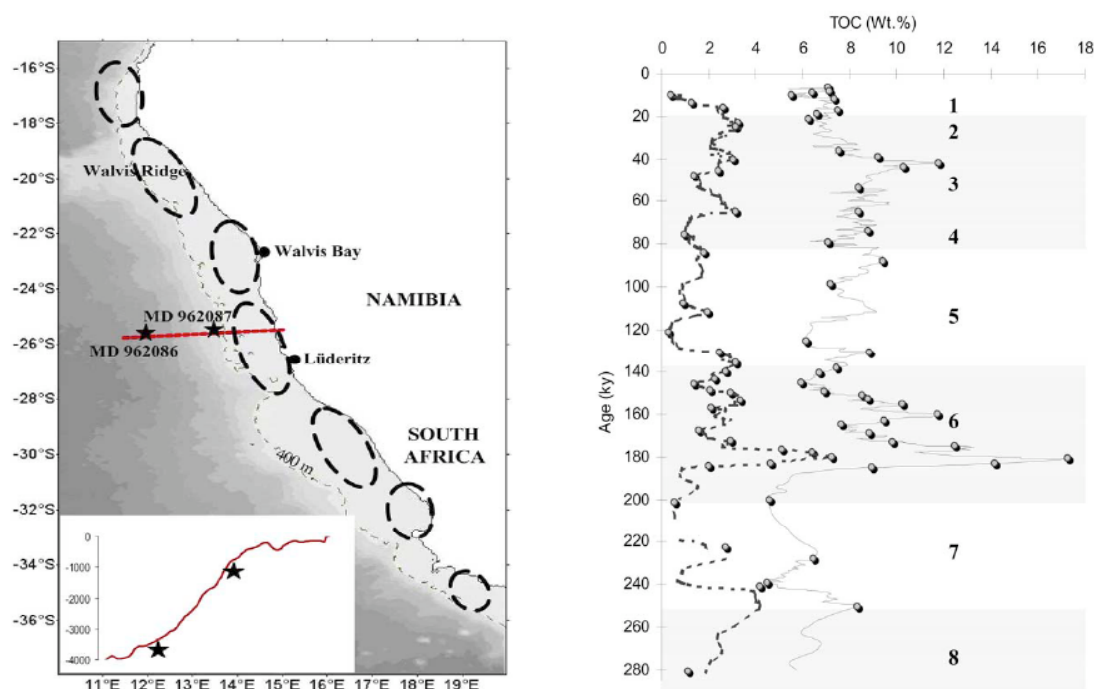 -16°S
-18°S
Walvis Ridge
-20°S
-22°S
Walvis Bay
-23°S
NAMIBIA
MD 962087
-26°S
MD 962086
Lüderitz
-28°S
SOUTH
AFRICA
-30°S
400 m
-32°S
-34°S
-36°S
0
-1000
-2000
-3000
-4000
11°E 12°E 13°E 14°E 15°E 16°E 17°E 18°E 19°E
TOC (Wt.%)
0 2 4 6 8 10 12 14 16 18
Age (ky)
0
20
40
60
80
100
120
140
160
180
200
220
240
260
280
1
2
3
4
5
6
7
8